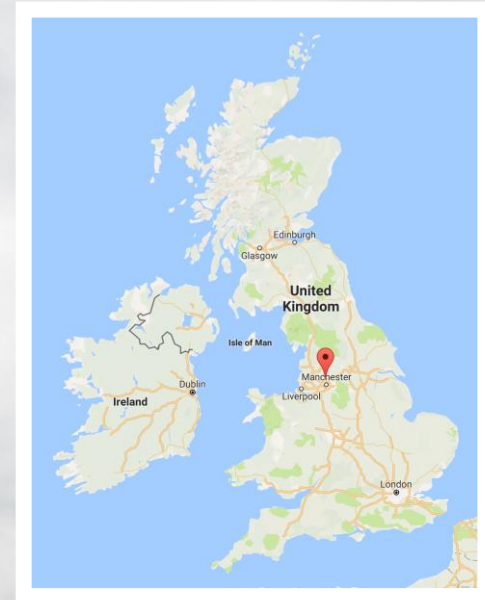 Edinburgh
Glasgow
United
Kingdom
Isle of Man
Manchester
Dublin
Liverpool
Ireland
London